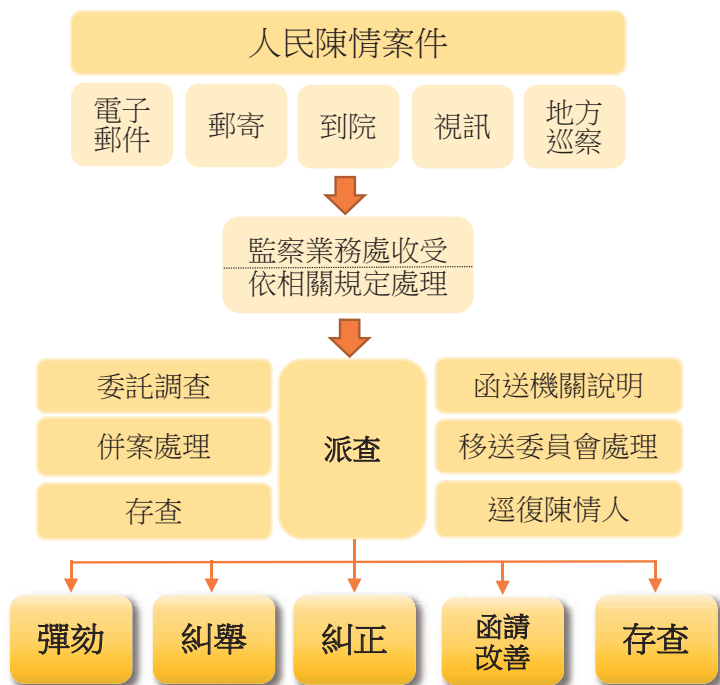 人民陳情案件
電子
郵件
郵寄
到院
視訊
地方
巡察
監察業務處收受
依相關規定處理
委託調查
併案處理
存查
派查
函送機關說明
移送委員會處理
逕復陳情人
彈劾
糾舉
糾正
函請
改善
存查